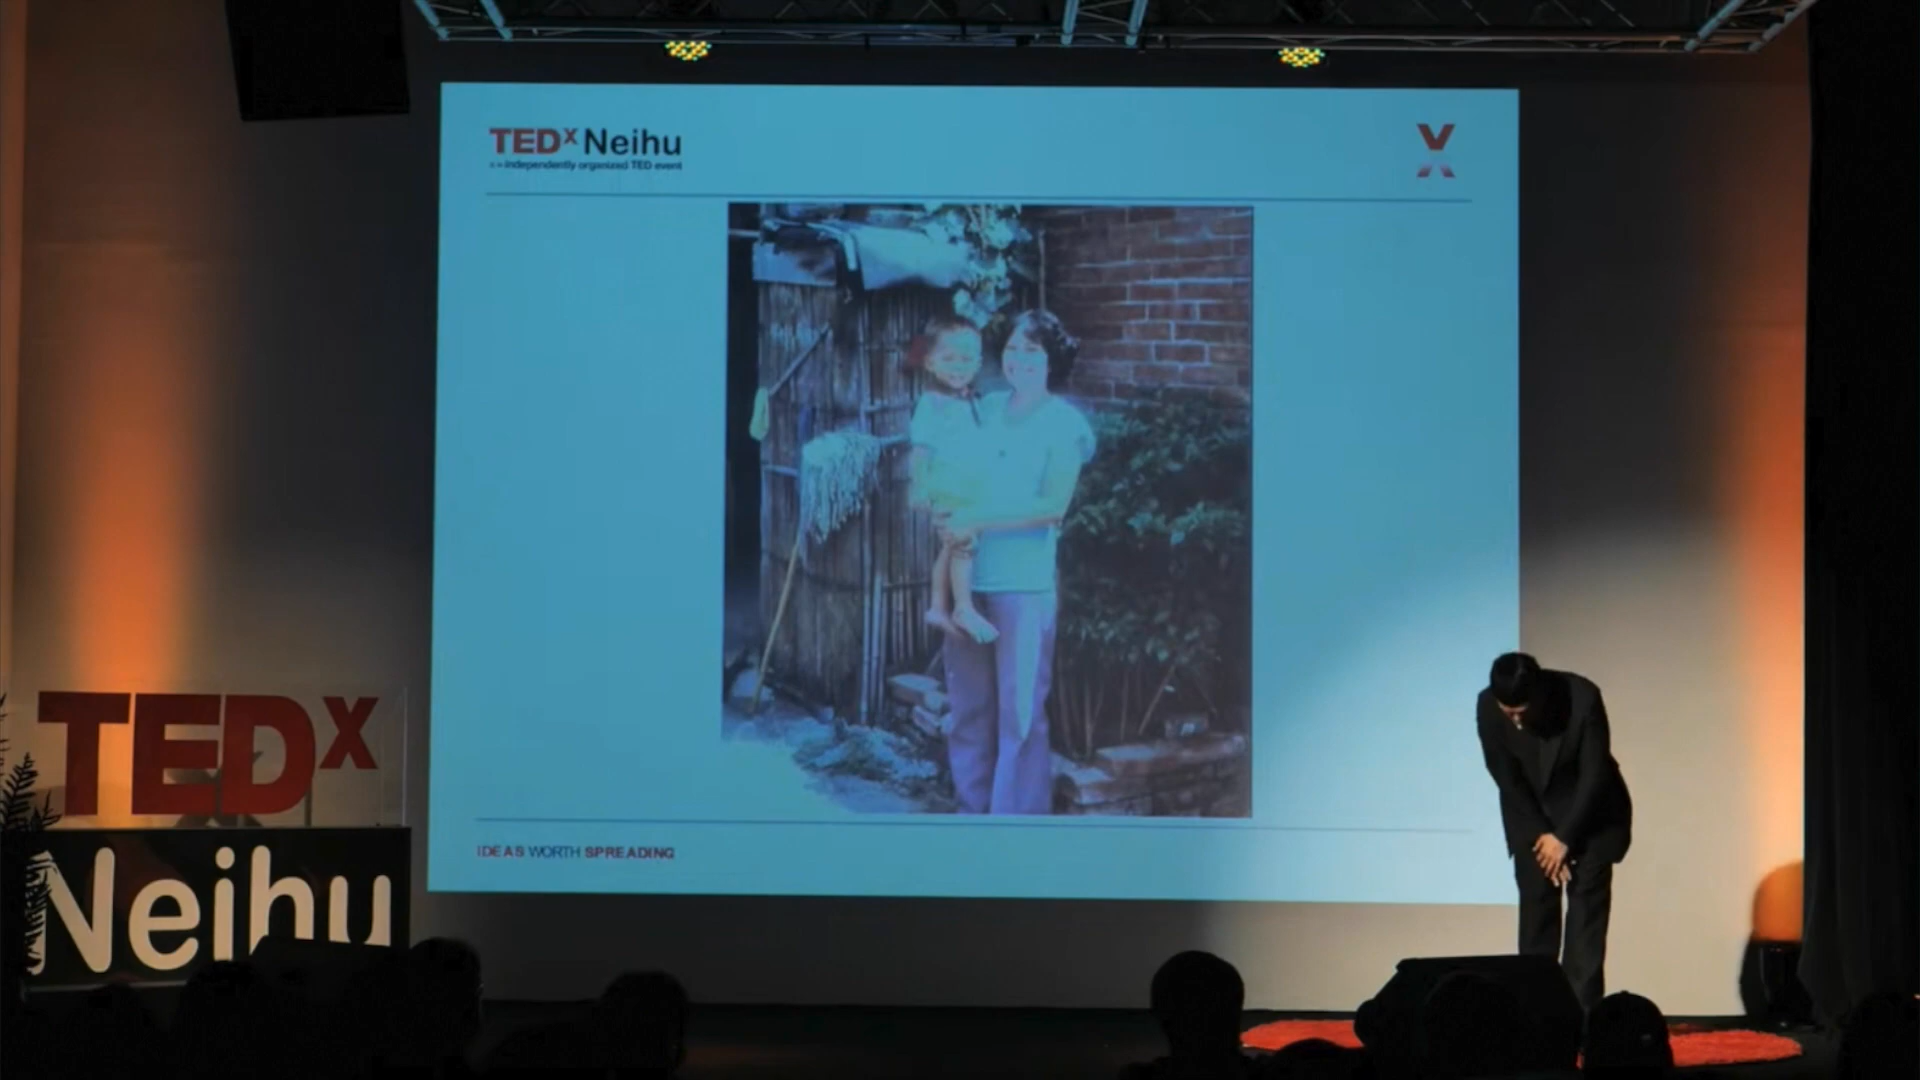 TEDx Neihu
x = independently organized TED event
X
IDEAS WORTH SPREADING
TEDx
Neihu